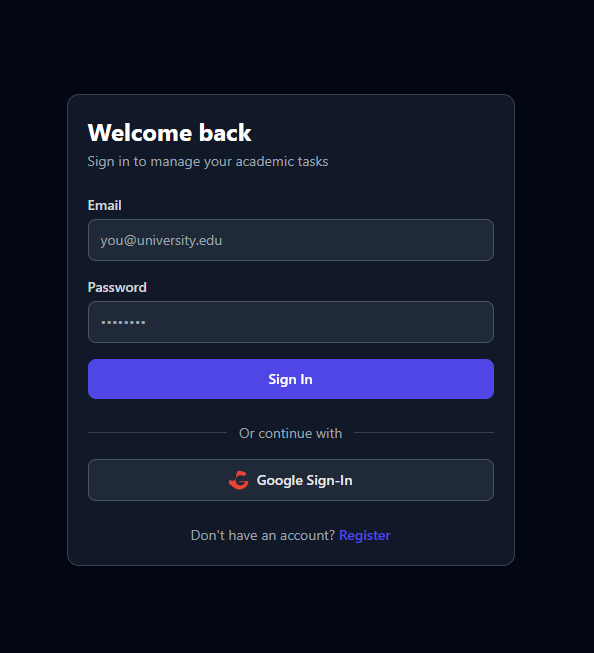 Welcome back
Sign in to manage your academic tasks
Email
you@university.edu
Password
••••••••
Sign In
Or continue with
Google Sign-In
Don't have an account? Register